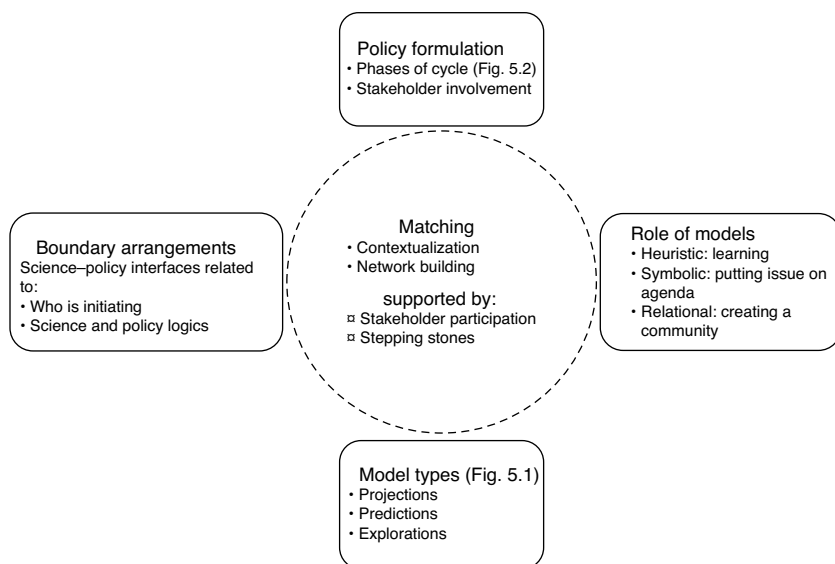 Policy formulation
• Phases of cycle (Fig. 5.2)
• Stakeholder involvement
Boundary arrangements
Science–policy interfaces related
to:
• Who is initiating
• Science and policy logics
Matching
• Contextualization
• Network building
supported by:
¤ Stakeholder participation
¤ Stepping stones
Role of models
• Heuristic: learning
• Symbolic: putting issue on
agenda
• Relational: creating a
community
Model types (Fig. 5.1)
• Projections
• Predictions
• Explorations